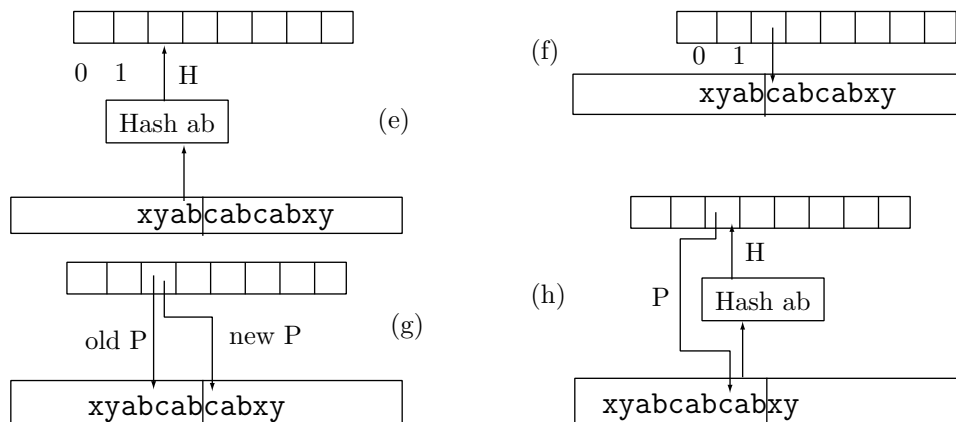 0 1 H
Hash ab
(e)
xyabcabcabxy
(f)
0 1
xyabcabcabxy
(g)
old P
new P
xyabcabcabxy
(h)
H
P
Hash ab
xyabcabcabxy